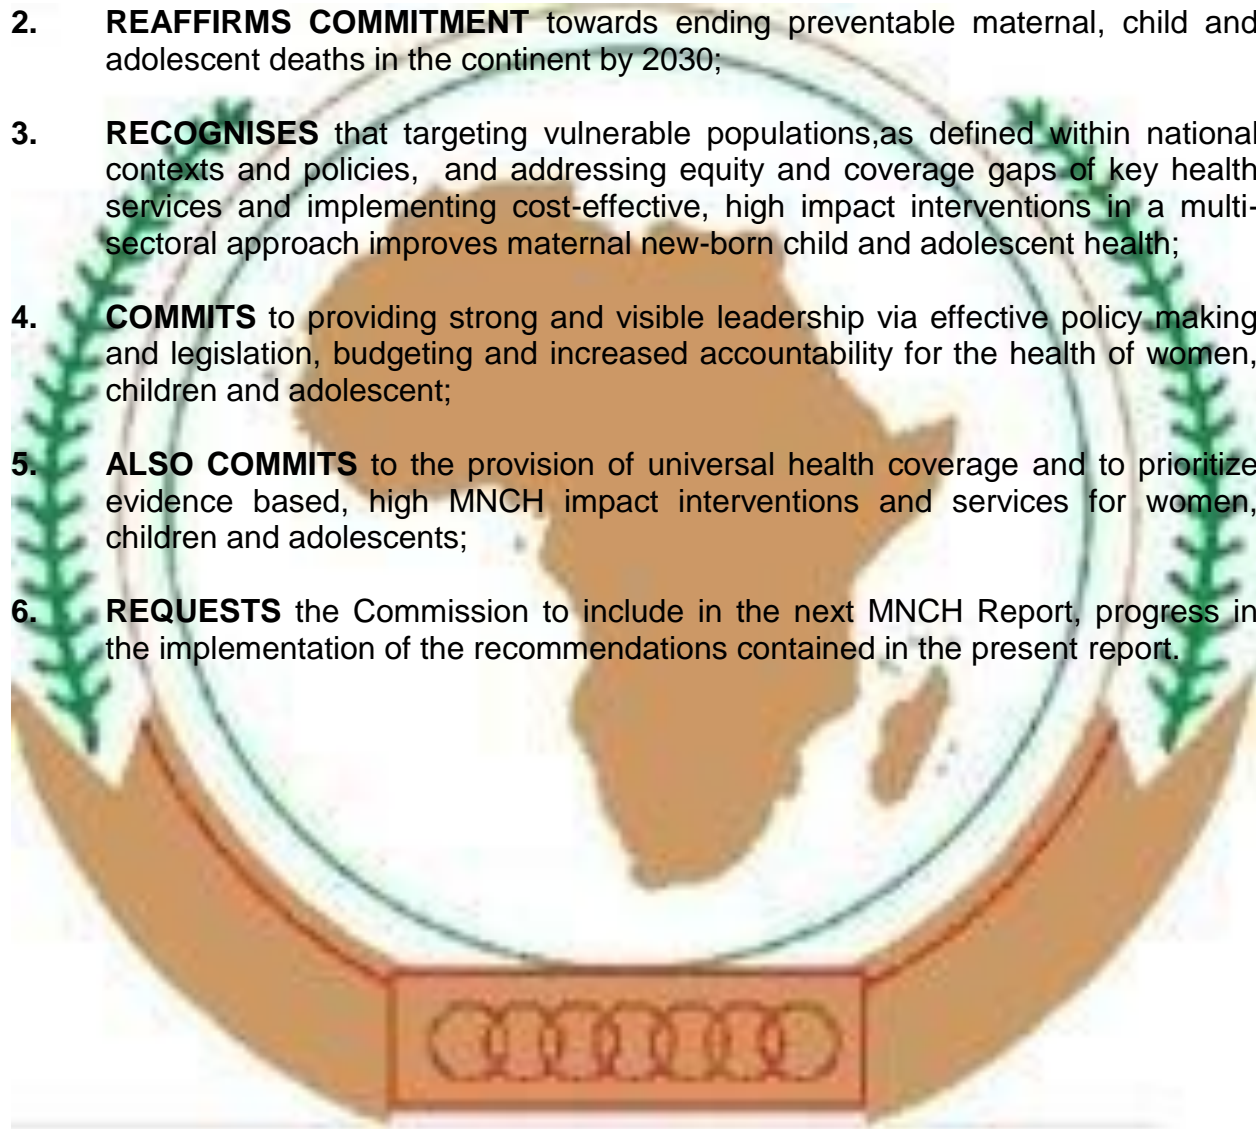 2. REAFFIRMS COMMITMENT towards ending preventable maternal, child and
adolescent deaths in the continent by 2030;
3. RECOGNISES that targeting vulnerable populations,as defined within national
contexts and policies, and addressing equity and coverage gaps of key health
services and implementing cost-effective, high impact interventions in a multi-
sectoral approach improves maternal new-born child and adolescent health;
4. COMMITS to providing strong and visible leadership via effective policy making
and legislation, budgeting and increased accountability for the health of women,
children and adolescent;
5. ALSO COMMITS to the provision of universal health coverage and to prioritize
evidence based, high MNCH impact interventions and services for women,
children and adolescents;
6. REQUESTS the Commission to include in the next MNCH Report, progress in
the implementation of the recommendations contained in the present report.